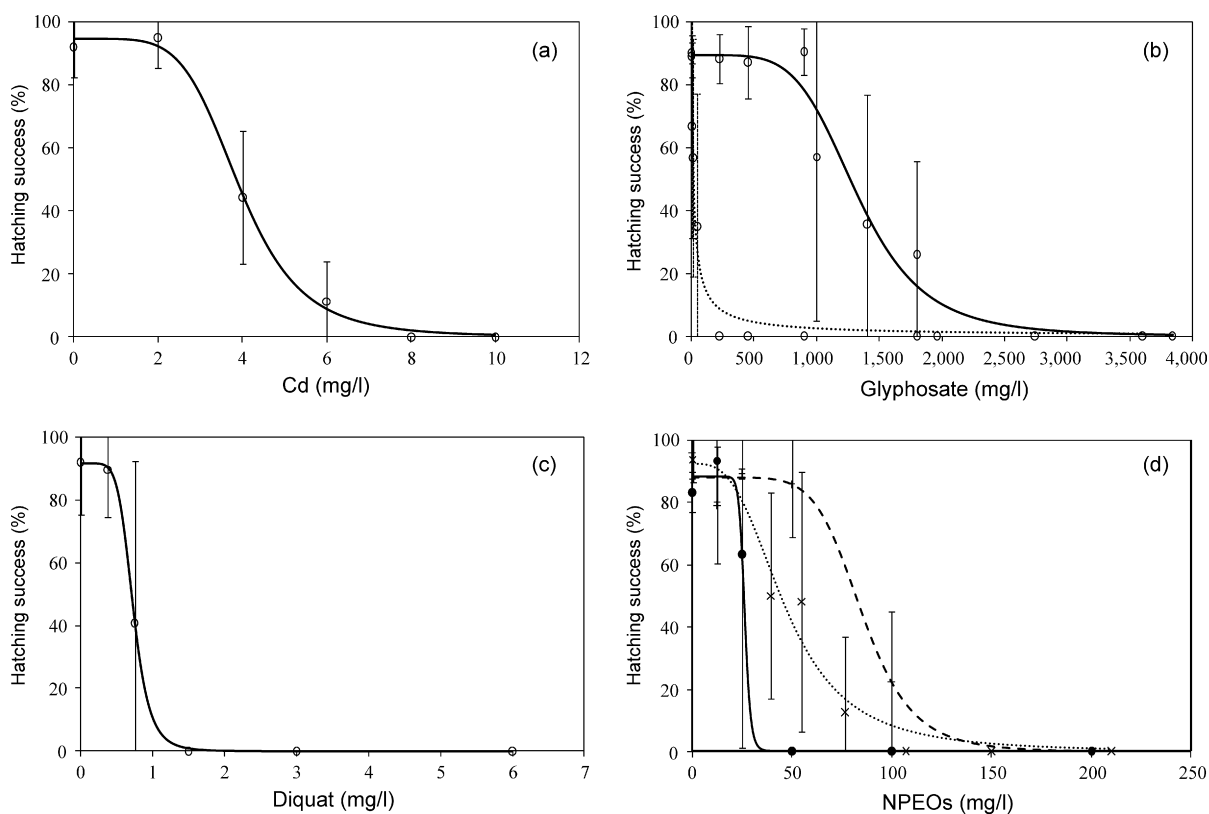 (a)
Hatching success (%)
100
80
60
40
20
0
0 2 4 6 8 10 12
Cd (mg/l)
(b)
Hatching success (%)
100
80
60
40
20
0
0 500 1,000 1,500 2,000 2,500 3,000 3,500 4,000
Glyphosate (mg/l)
(c)
Hatching success (%)
100
80
60
40
20
0
0 1 2 3 4 5 6 7
Diquat (mg/l)
(d)
Hatching success (%)
100
80
60
40
20
0
0 50 100 150 200 250
NPEOs (mg/l)